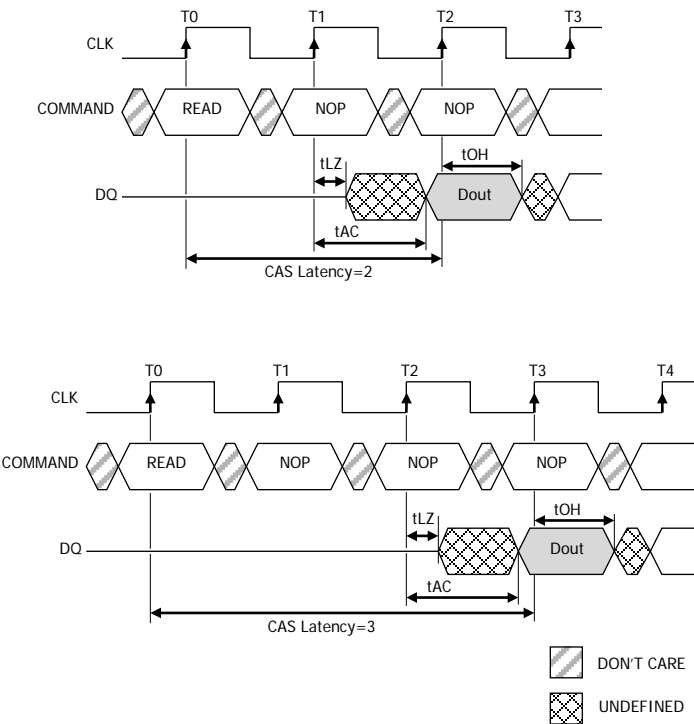 T0 T1 T2 T3
CLK
COMMAND READ NOP NOP
tLZ tOH
DQ Dout
tAC
CAS Latency=2
T0 T1 T2 T3 T4
CLK
COMMAND READ NOP NOP NOP
tLZ tOH
DQ Dout
tAC
CAS Latency=3
DON'T CARE
UNDEFINED